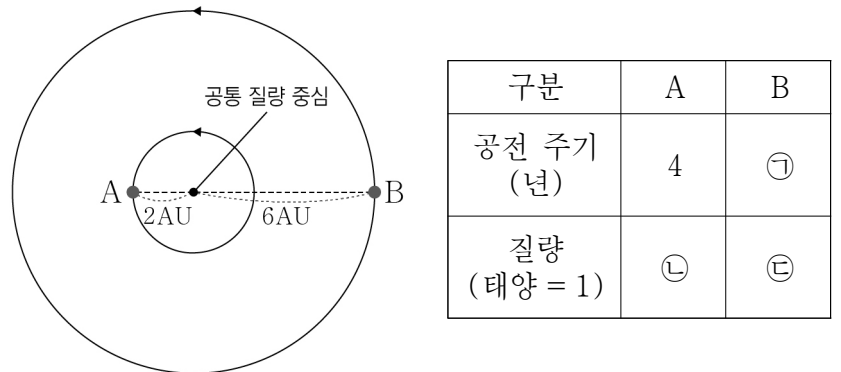 공통 질량 중심
A
B
2AU
6AU
구분 A B
공전 주기
(년)
4 ㉠
질량
(태양 = 1)
㉡ ㉢